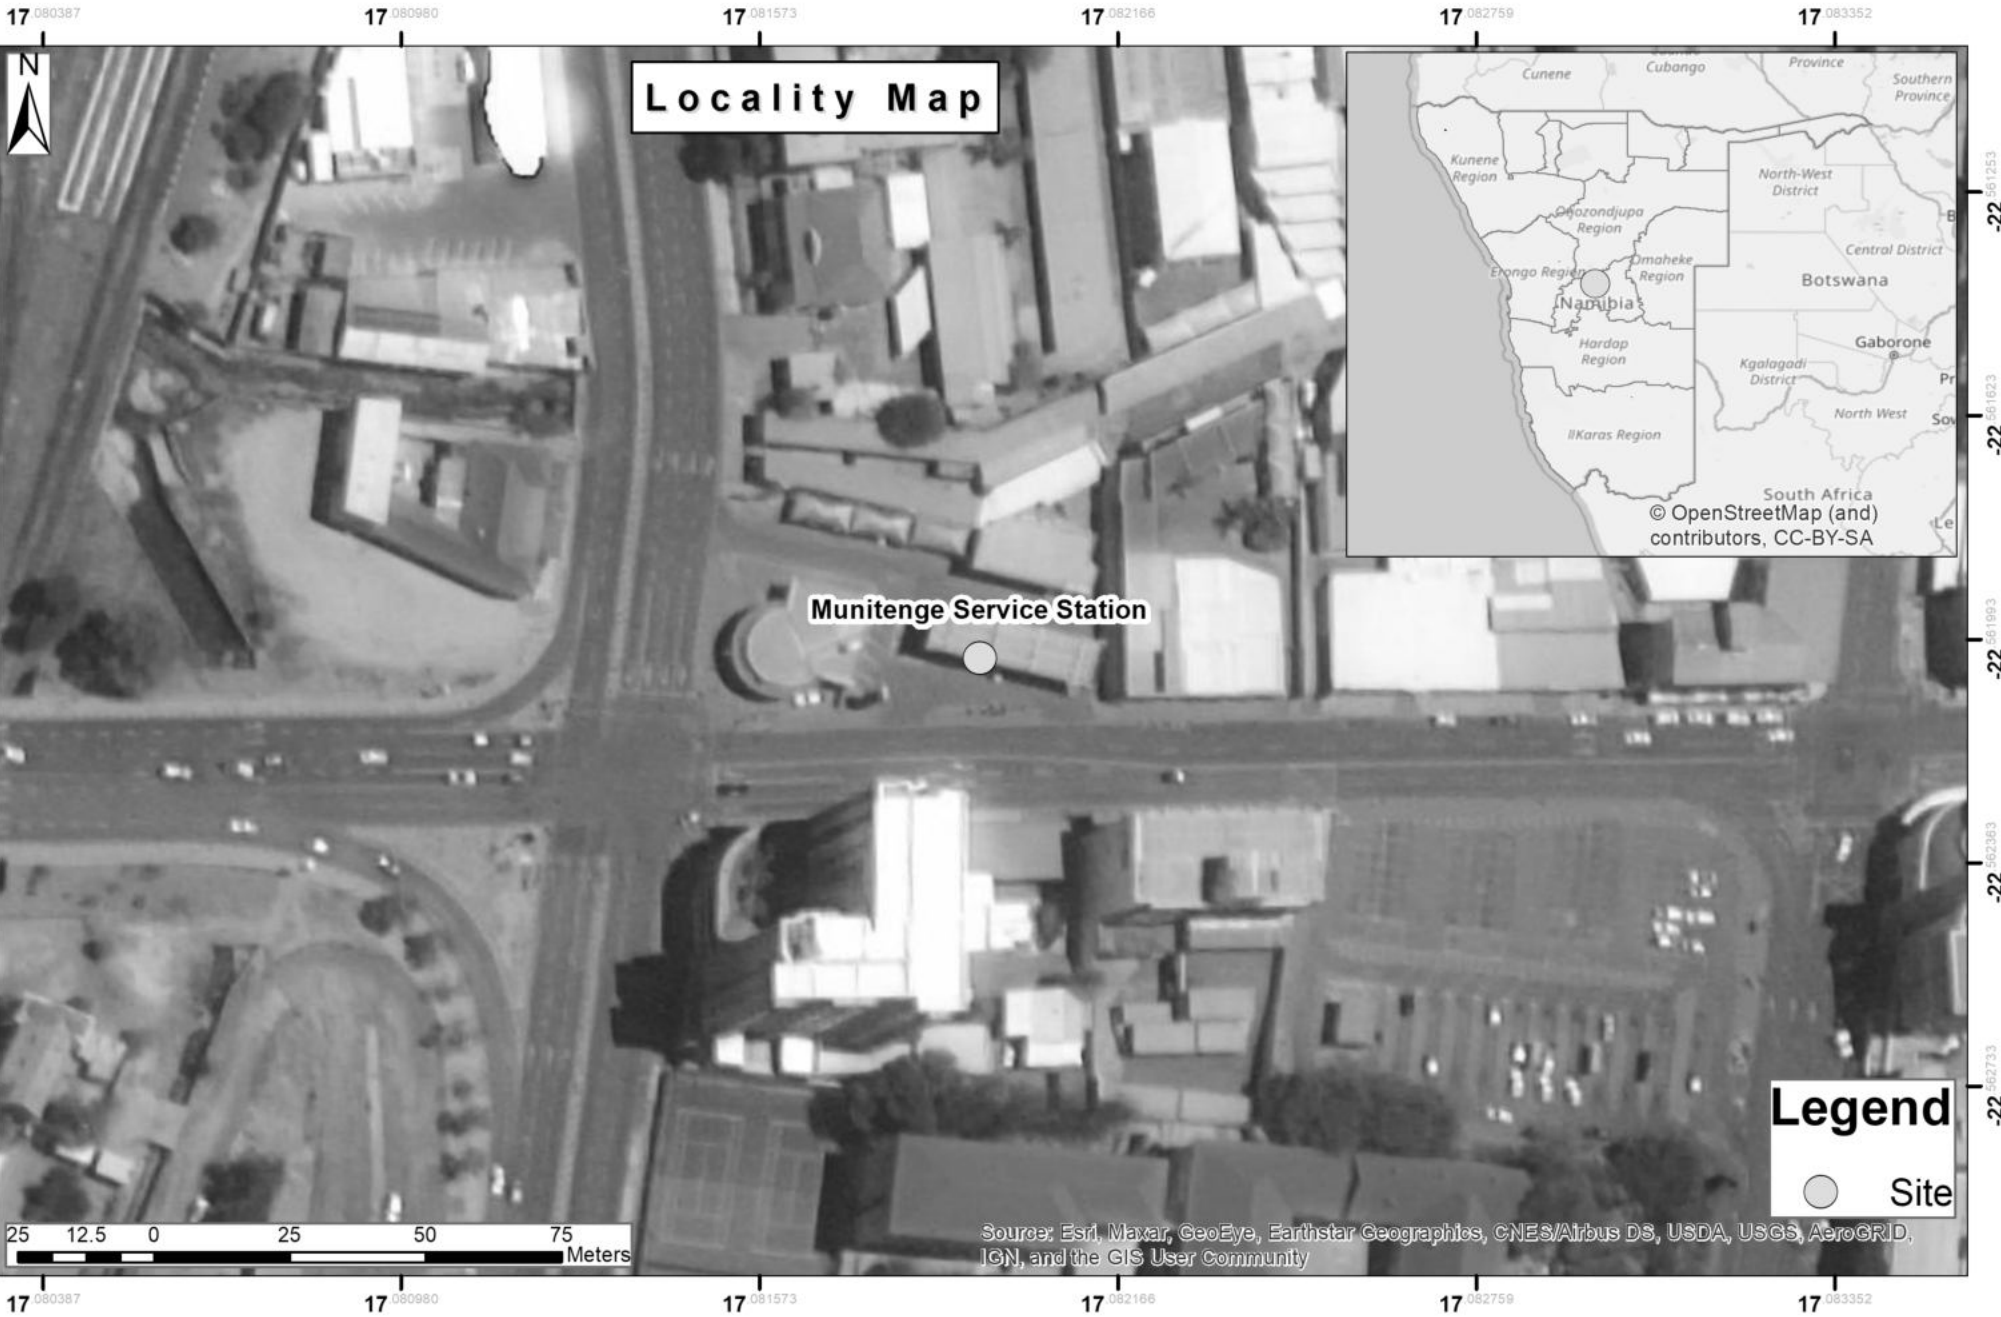 17.080387 17.080980 17.081573 17.082166 17.082759 17.083352
N
Locality Map
Cunene
Cubango
Province
Southern
Province
Kunene
Region
North-West
District
Otjozondjupa
Region
Central District
Omaheke
Region
Erongo Region
Botswana
Namibia
Hardap
Region
Gaborone
Kgalagadi
District
North West
IIKaras Region
South Africa
© OpenStreetMap (and)
contributors, CC-BY-SA
-22.561253
-22.561623
-22.561993
-22.562363
-22.562733
Munitenge Service Station
Legend
Site
25 12.5 0 25 50 75
Meters
Source: Esri, Maxar, GeoEye, Earthstar Geographics, CNES/Airbus DS, USDA, USGS, AeroGRID,
IGN, and the GIS User Community
17.080387 17.080980 17.081573 17.082166 17.082759 17.083352